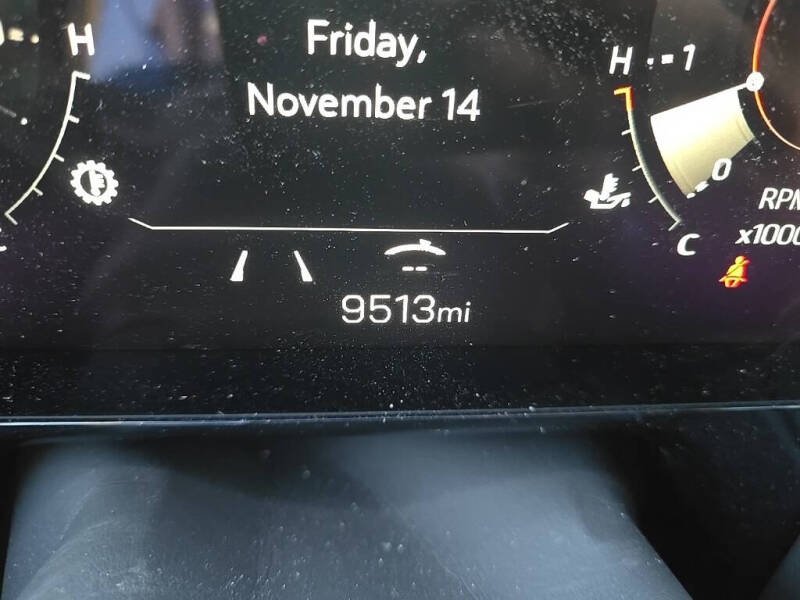 H
Friday,
November 14
H
1
0
RPM
x1000
C
C
9513mi